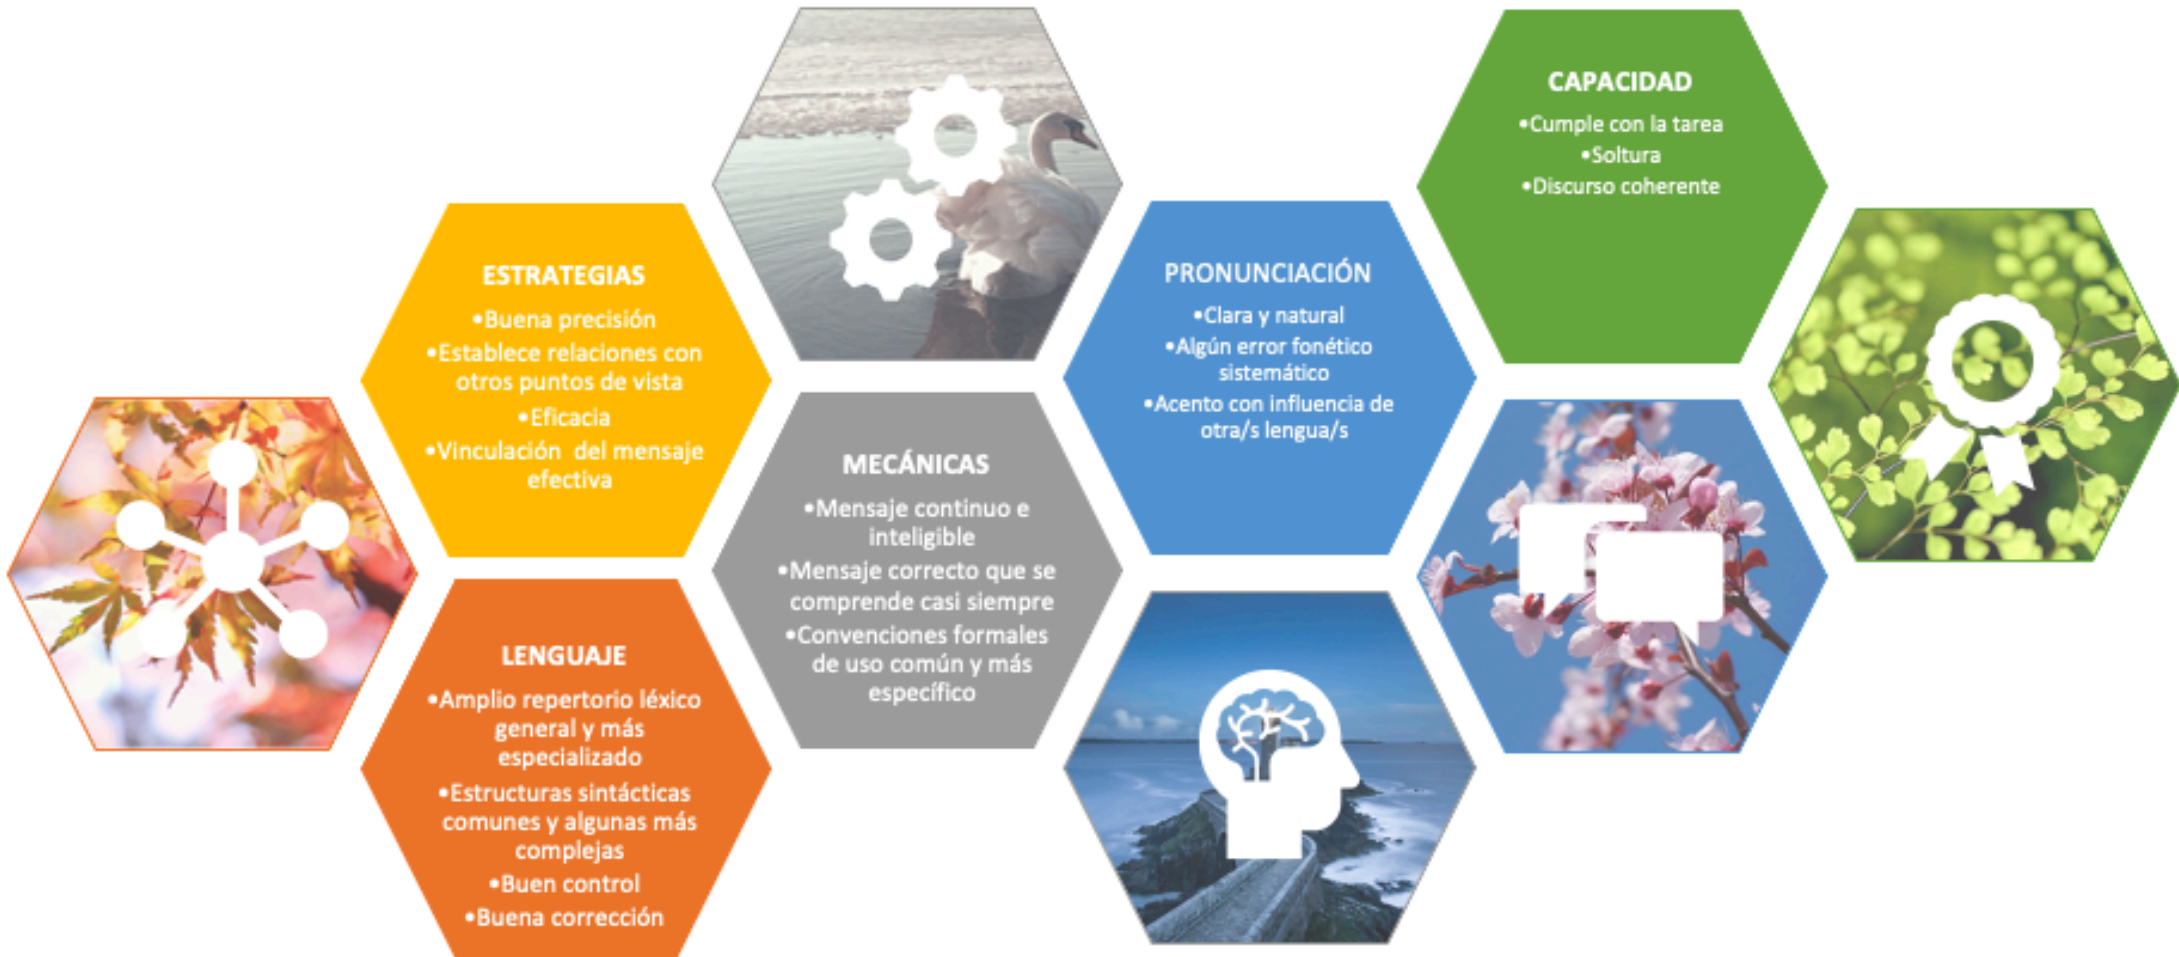 ESTRATEGIAS
•Buena precisión
•Establece relaciones con
otros puntos de vista
•Eficacia
•Vinculación  del mensaje
efectiva
LENGUAJE
•Amplio repertorio léxico
general y más
especializado
•Estructuras sintácticas
comunes y algunas más
complejas
•Buen control
•Buena corrección
MECÁNICAS
•Mensaje continuo e
inteligible
•Mensaje correcto que se
comprende casi siempre
•Convenciones formales
de uso común y más
específico
PRONUNCIACIÓN
•Clara y natural
•Algún error fonético
sistemático
•Acento con influencia de
otra/s lengua/s
CAPACIDAD
•Cumple con la tarea
•Soltura
•Discurso coherente